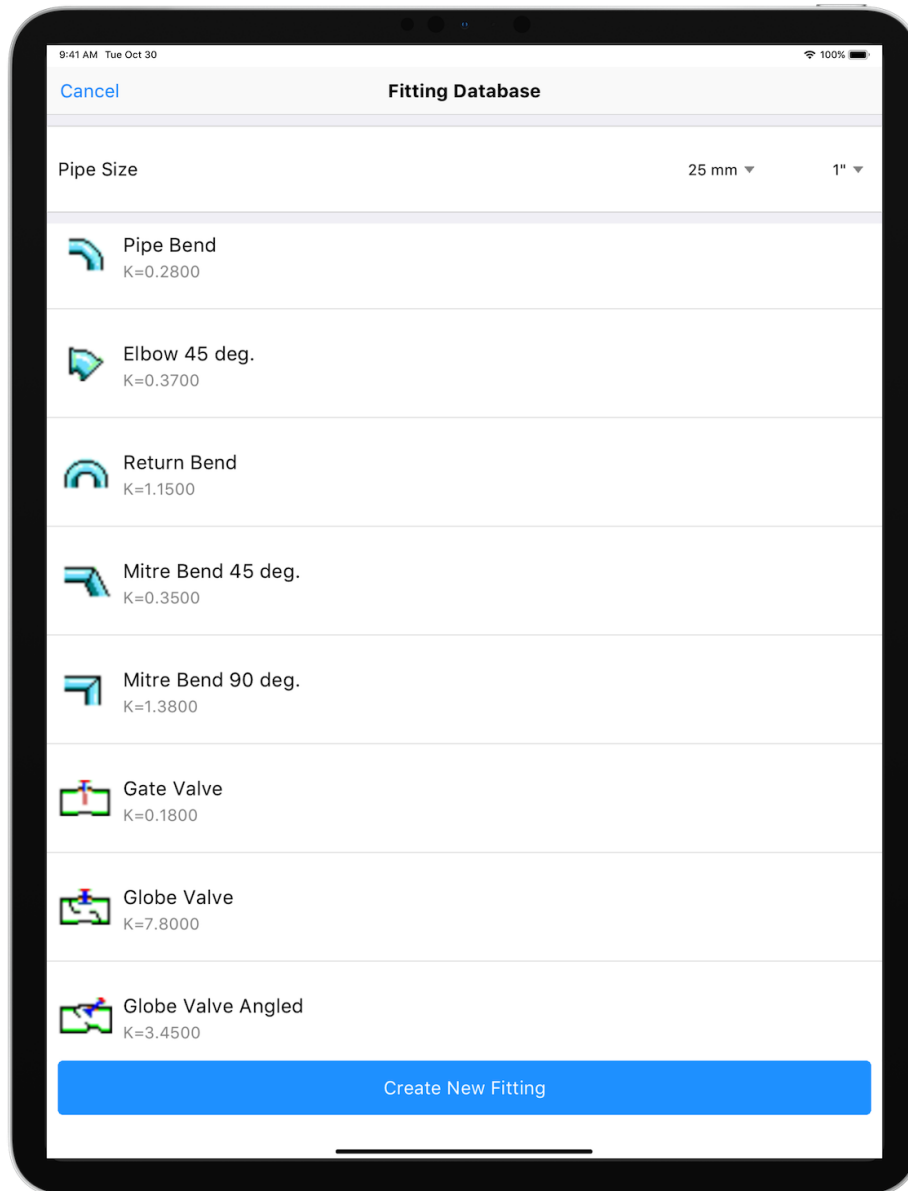 9:41 AM Tue Oct 30
100%
Cancel
Fitting Database
Pipe Size
25 mm
1"
Pipe Bend
K=0.2800
Elbow 45 deg.
K=0.3700
Return Bend
K=1.1500
Mitre Bend 45 deg.
K=0.3500
Mitre Bend 90 deg.
K=1.3800
Gate Valve
K=0.1800
Globe Valve
K=7.8000
Globe Valve Angled
K=3.4500
Create New Fitting